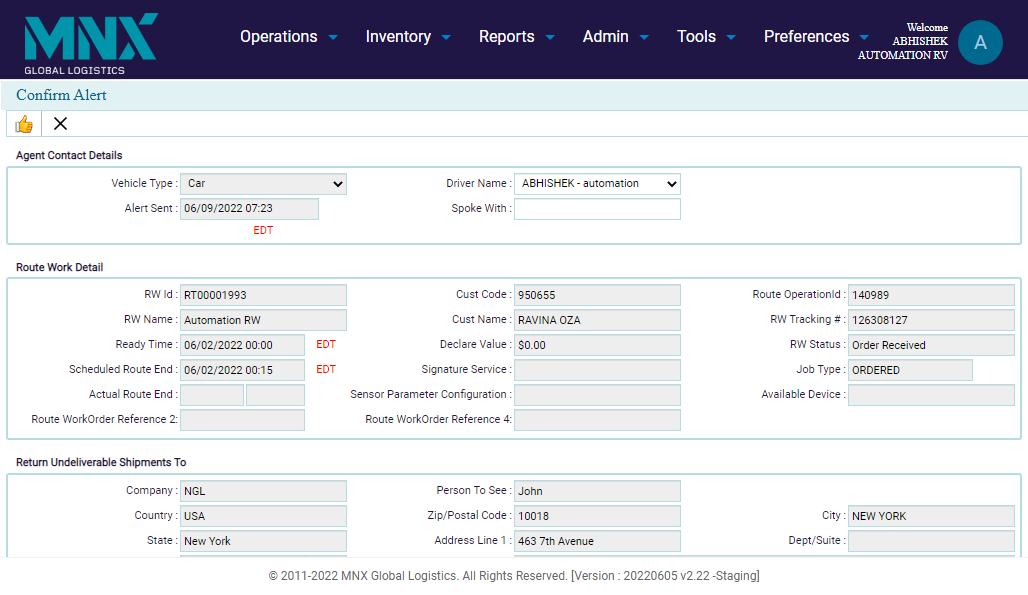 MNX
GLOBAL LOGISTICS
Operations Inventory Reports Admin Tools Preferences
Welcome
ABHISHEK
AUTOMATION RV
A
Confirm Alert
Agent Contact Details
Vehicle Type : Car Driver Name : ABHISHEK - automation
Alert Sent : 06/09/2022 07:23 Spoke With :
EDT
Route Work Detail
RW Id : RT00001993 Cust Code : 950655 Route OperationId : 140989
RW Name : Automation RW Cust Name : RAVINA OZA RW Tracking # : 126308127
Ready Time : 06/02/2022 00:00 EDT Declare Value : $0.00 RW Status : Order Received
Scheduled Route End : 06/02/2022 00:15 EDT Signature Service : Job Type : ORDERED
Actual Route End : Sensor Parameter Configuration : Available Device :
Route WorkOrder Reference 2: Route WorkOrder Reference 4:
Return Undeliverable Shipments To
Company : NGL Person To See : John
Country : USA Zip/Postal Code : 10018 City : NEW YORK
State : New York Address Line 1 : 463 7th Avenue Dept/Suite :
© 2011-2022 MNX Global Logistics. All Rights Reserved. [Version : 20220605 v2.22 -Staging]